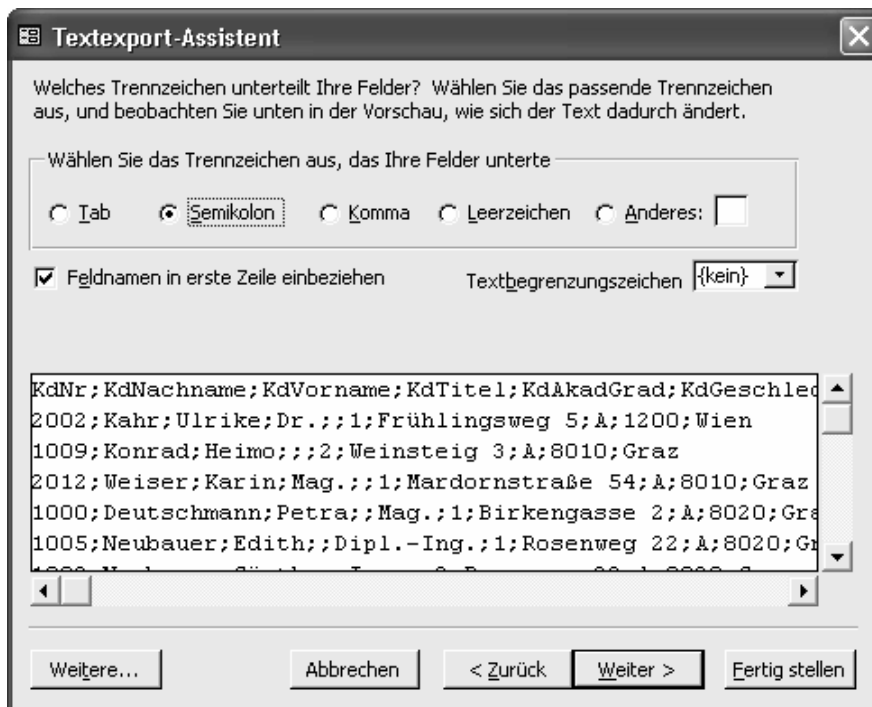 Textexport-Assistent
Welches Trennzeichen unterteilt Ihre Felder? Wählen Sie das passende Trennzeichen
aus, und beobachten Sie unten in der Vorschau, wie sich der Text dadurch ändert.
Wählen Sie das Trennzeichen aus, das Ihre Felder unterte
Tab Semikolon Komma Leerzeichen Anderes:
Feldnamen in erste Zeile einbeziehen Textbegrenzungszeichen {kein}
KdNr;KdNachname;KdVorname;KdTitel;KdAkadGrad;KdGeschlec
2002;Kahr;Ulrike;Dr.;;1;Frühlingsweg 5;A;1200;Wien
1009;Konrad;Heimo;;;2;Weinsteig 3;A;8010;Graz
2012;Weiser;Karin;Mag.;;1;Mardornstraße 54;A;8010;Graz
1000;Deutschmann;Petra;;Mag.;1;Birkengasse 2;A;8020;Gra
1005;Neubauer;Edith;;Dipl.-Ing.;1;Rosenweg 22;A;8020;Gr
Weitere... Abbrechen < Zurück Weiter > Fertig stellen